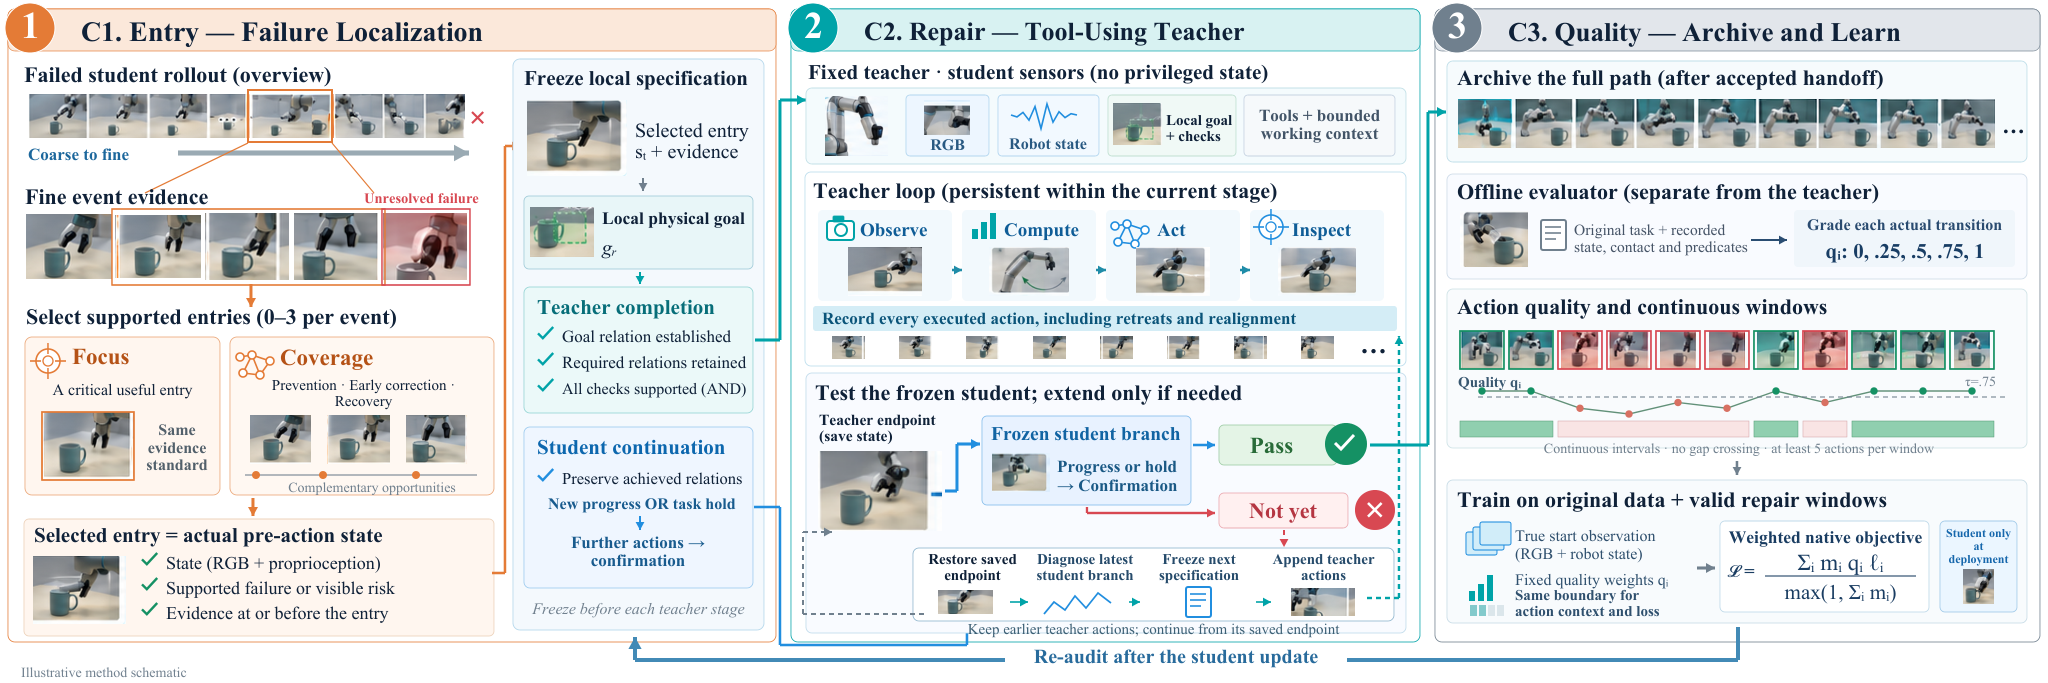 1
C1. Entry — Failure Localization
Failed student rollout (overview)
Coarse to fine
Fine event evidence
Unresolved failure
Select supported entries (0–3 per event)
Focus
A critical useful entry
Same
evidence
standard
Coverage
Prevention · Early correction ·
Recovery
Complementary opportunities
Selected entry = actual pre-action state
State (RGB + proprioception)
Supported failure or visible risk
Evidence at or before the entry
Freeze local specification
Selected entry
sₜ + evidence
Local physical goal
gᵣ
Teacher completion
Goal relation established
Required relations retained
All checks supported (AND)
Student continuation
Preserve achieved relations
New progress OR task hold
Further actions →
confirmation
Freeze before each teacher stage
2
C2. Repair — Tool-Using Teacher
Fixed teacher · student sensors (no privileged state)
RGB
Robot state
Local goal
+ checks
Tools + bounded
working context
Teacher loop (persistent within the current stage)
Observe
Compute
Act
Inspect
Record every executed action, including retreats and realignment
...
Test the frozen student; extend only if needed
Teacher endpoint
(save state)
Frozen student branch
Progress or hold
→ Confirmation
Pass
Not yet
Restore saved
endpoint
Diagnose latest
student branch
Freeze next
specification
Append teacher
actions
Keep earlier teacher actions; continue from its saved endpoint
3
C3. Quality — Archive and Learn
Archive the full path (after accepted handoff)
...
Offline evaluator (separate from the teacher)
Original task + recorded
state, contact and predicates
Grade each actual transition
qᵢ: 0, .25, .5, .75, 1
Action quality and continuous windows
Quality qᵢ
τ=.75
Continuous intervals · no gap crossing · at least 5 actions per window
Train on original data + valid repair windows
True start observation
(RGB + robot state)
Fixed quality weights qᵢ
Same boundary for
action context and loss
Weighted native objective
ℒ = Σᵢ mᵢ qᵢ ℓᵢ
max(1, Σᵢ mᵢ)
Student only
at
deployment
Re-audit after the student update
Illustrative method schematic